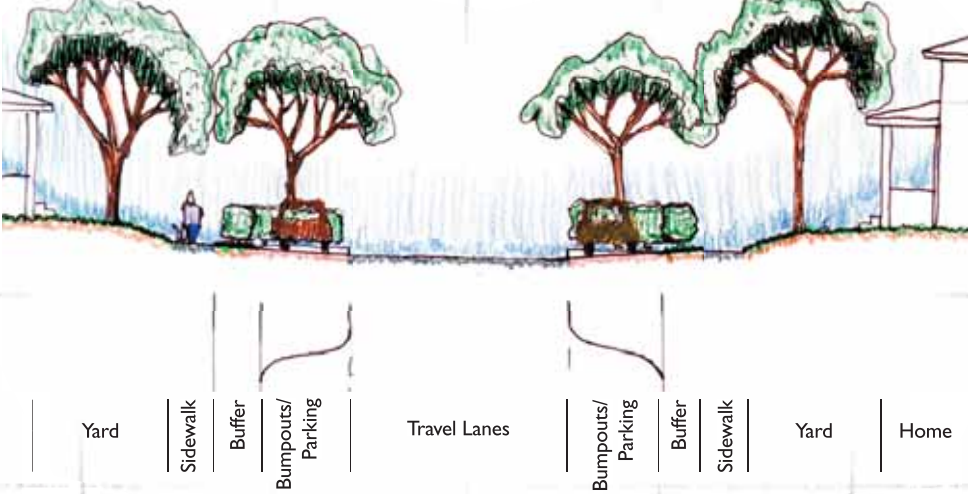 Yard
Sidewalk
Buffer
Bumpouts/
Parking
Travel Lanes
Bumpouts/
Parking
Buffer
Sidewalk
Yard
Home